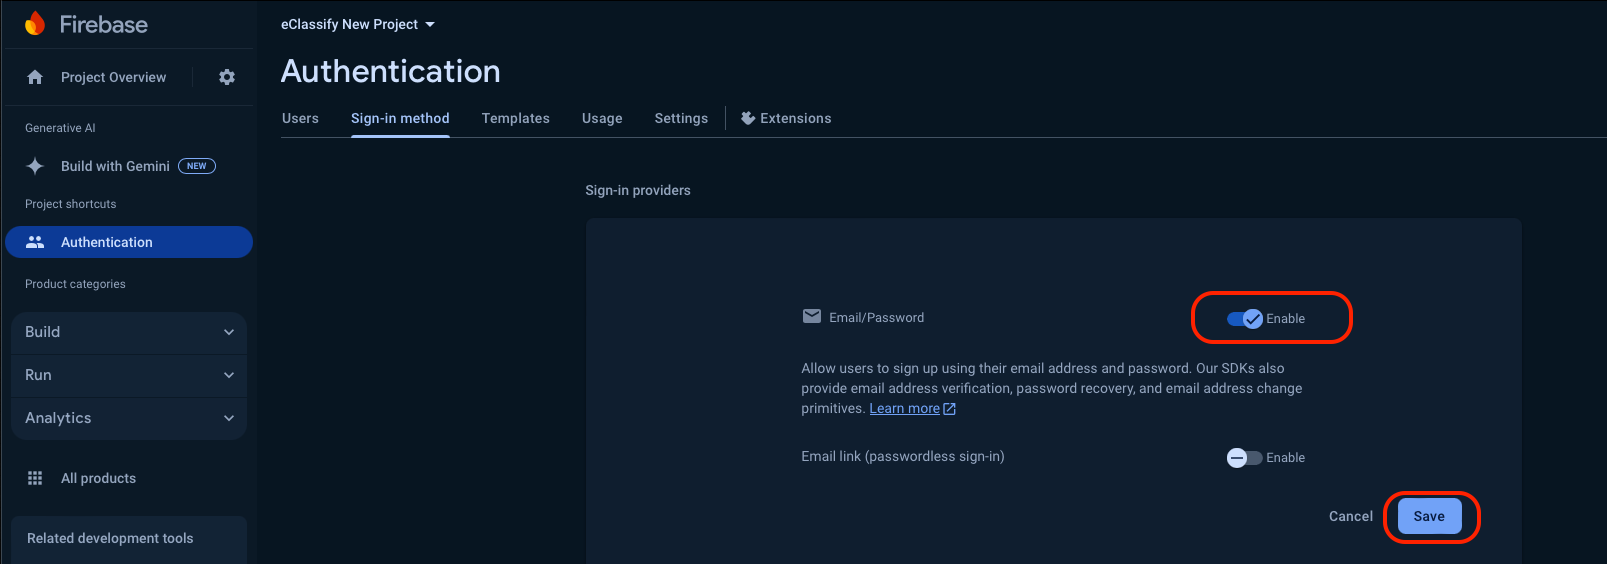 Firebase
Project Overview
Generative AI
Build with Gemini NEW
Project shortcuts
Authentication
Product categories
Build
Run
Analytics
All products
Related development tools
eClassify New Project
Authentication
Users Sign-in method Templates Usage Settings Extensions
Sign-in providers
Email/Password Enable
Allow users to sign up using their email address and password. Our SDKs also
provide email address verification, password recovery, and email address change
primitives. Learn more
Email link (passwordless sign-in) Enable
Cancel Save